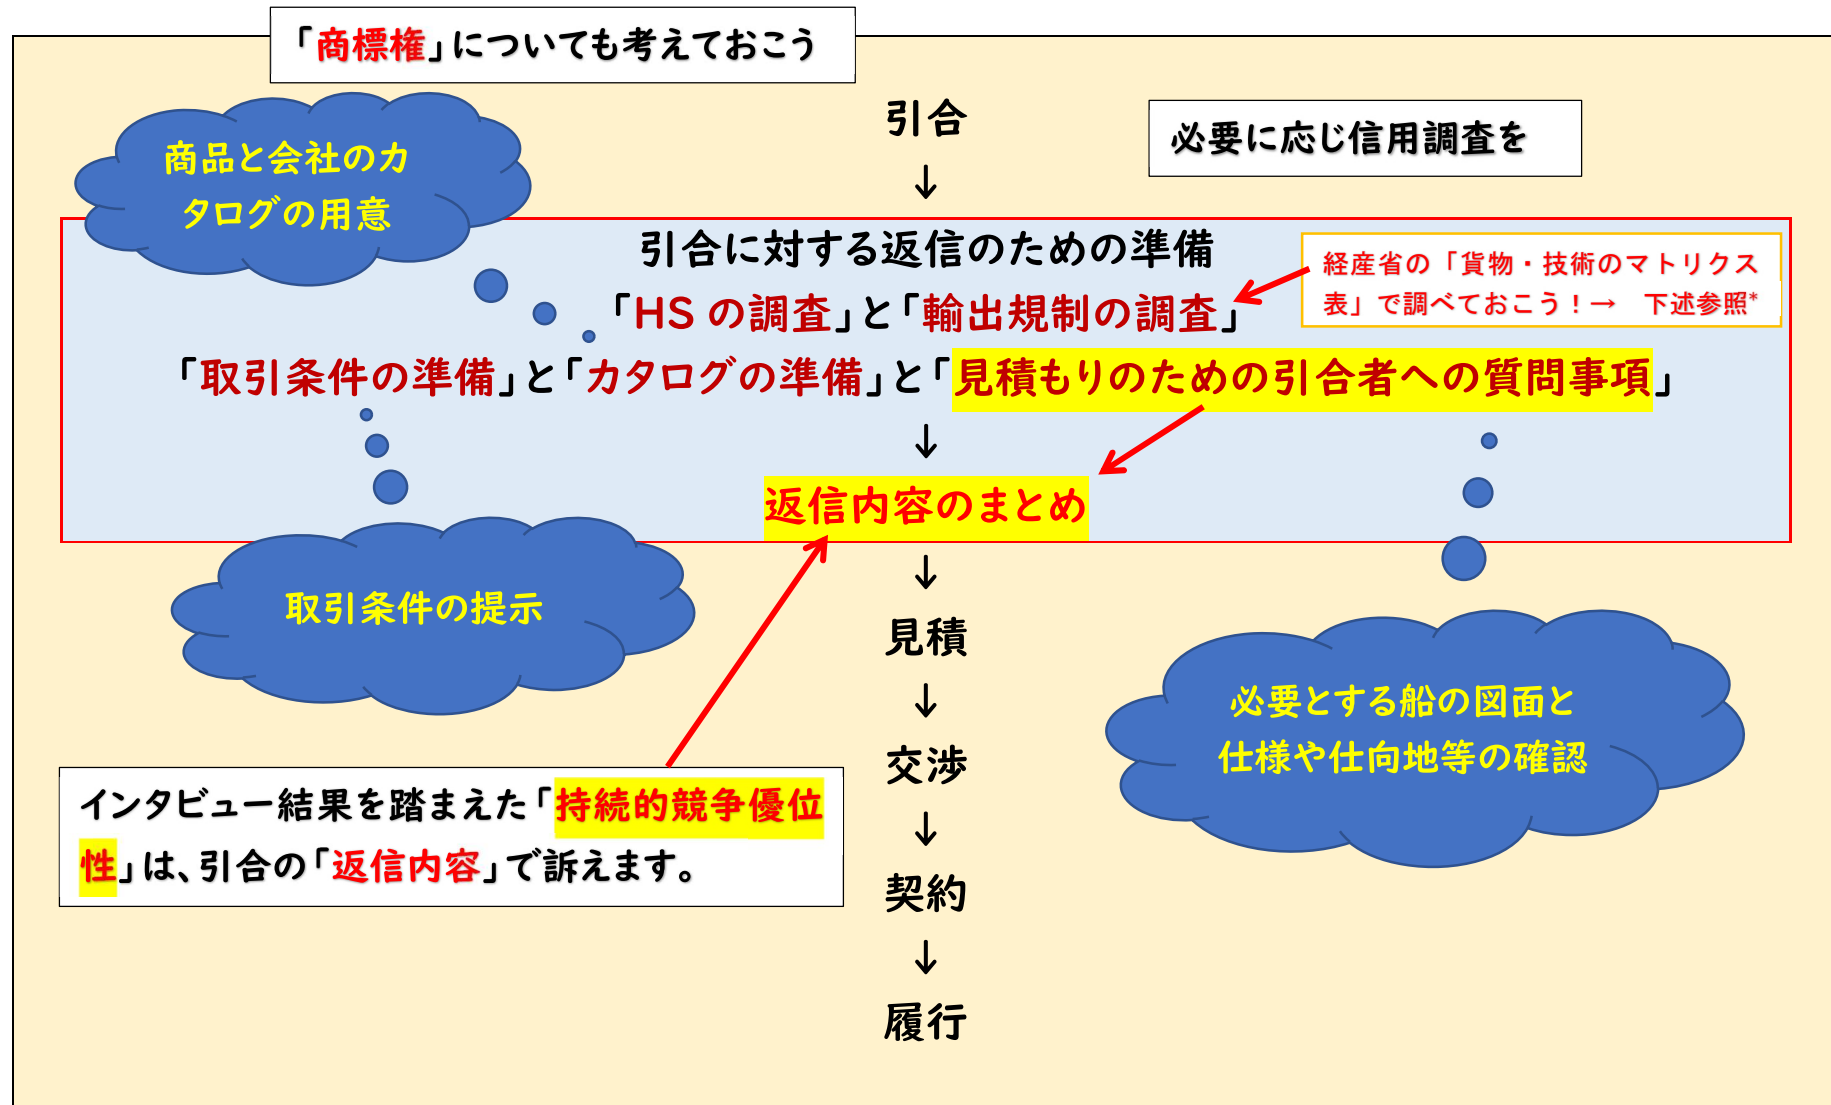 「商標権」についても考えておこう
引合
必要に応じ信用調査を
商品と会社のカ
タログの用意
↓
引合に対する返信のための準備
経産省の「貨物・技術のマトリクス
表」で調べておこう！→　下述参照*
「HS の調査」と「輸出規制の調査」
「取引条件の準備」と「カタログの準備」と「見積もりのための引合者への質問事項」
↓
返信内容のまとめ
↓
取引条件の提示
見積
↓
必要とする船の図面と
仕様や仕向地等の確認
交渉
インタビュー結果を踏まえた「持続的競争優位
性」は、引合の「返信内容」で訴えます。
↓
契約
↓
履行